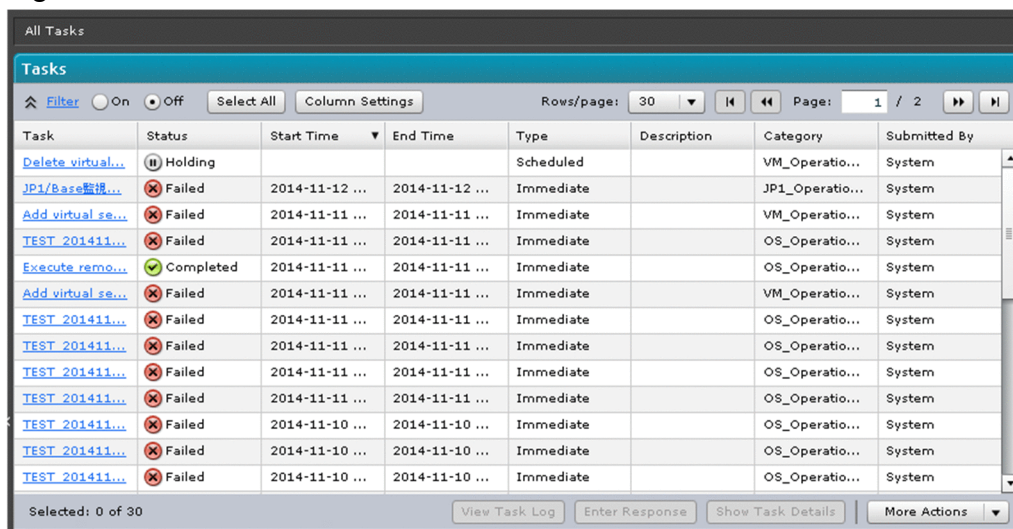 All Tasks
Tasks
Filter On Off Select All Column Settings Rows/page: 30 Page: 1 / 2
Task Status Start Time End Time Type Description Category Submitted By
Delete virtual... Holding Scheduled VM_Operatio... System
JP1/Base監視... Failed 2014-11-12 ... 2014-11-12 ... Immediate JP1_Operatio... System
Add virtual se... Failed 2014-11-11 ... 2014-11-11 ... Immediate VM_Operatio... System
TEST_201411... Failed 2014-11-11 ... 2014-11-11 ... Immediate OS_Operatio... System
Execute remo... Completed 2014-11-11 ... 2014-11-11 ... Immediate OS_Operatio... System
Add virtual se... Failed 2014-11-11 ... 2014-11-11 ... Immediate VM_Operatio... System
TEST_201411... Failed 2014-11-11 ... 2014-11-11 ... Immediate OS_Operatio... System
TEST_201411... Failed 2014-11-11 ... 2014-11-11 ... Immediate OS_Operatio... System
TEST_201411... Failed 2014-11-11 ... 2014-11-11 ... Immediate OS_Operatio... System
TEST_201411... Failed 2014-11-11 ... 2014-11-11 ... Immediate OS_Operatio... System
TEST_201411... Failed 2014-11-10 ... 2014-11-10 ... Immediate OS_Operatio... System
TEST_201411... Failed 2014-11-10 ... 2014-11-10 ... Immediate OS_Operatio... System
TEST_201411... Failed 2014-11-10 ... 2014-11-10 ... Immediate OS_Operatio... System
Selected: 0 of 30 View Task Log Enter Response Show Task Details More Actions